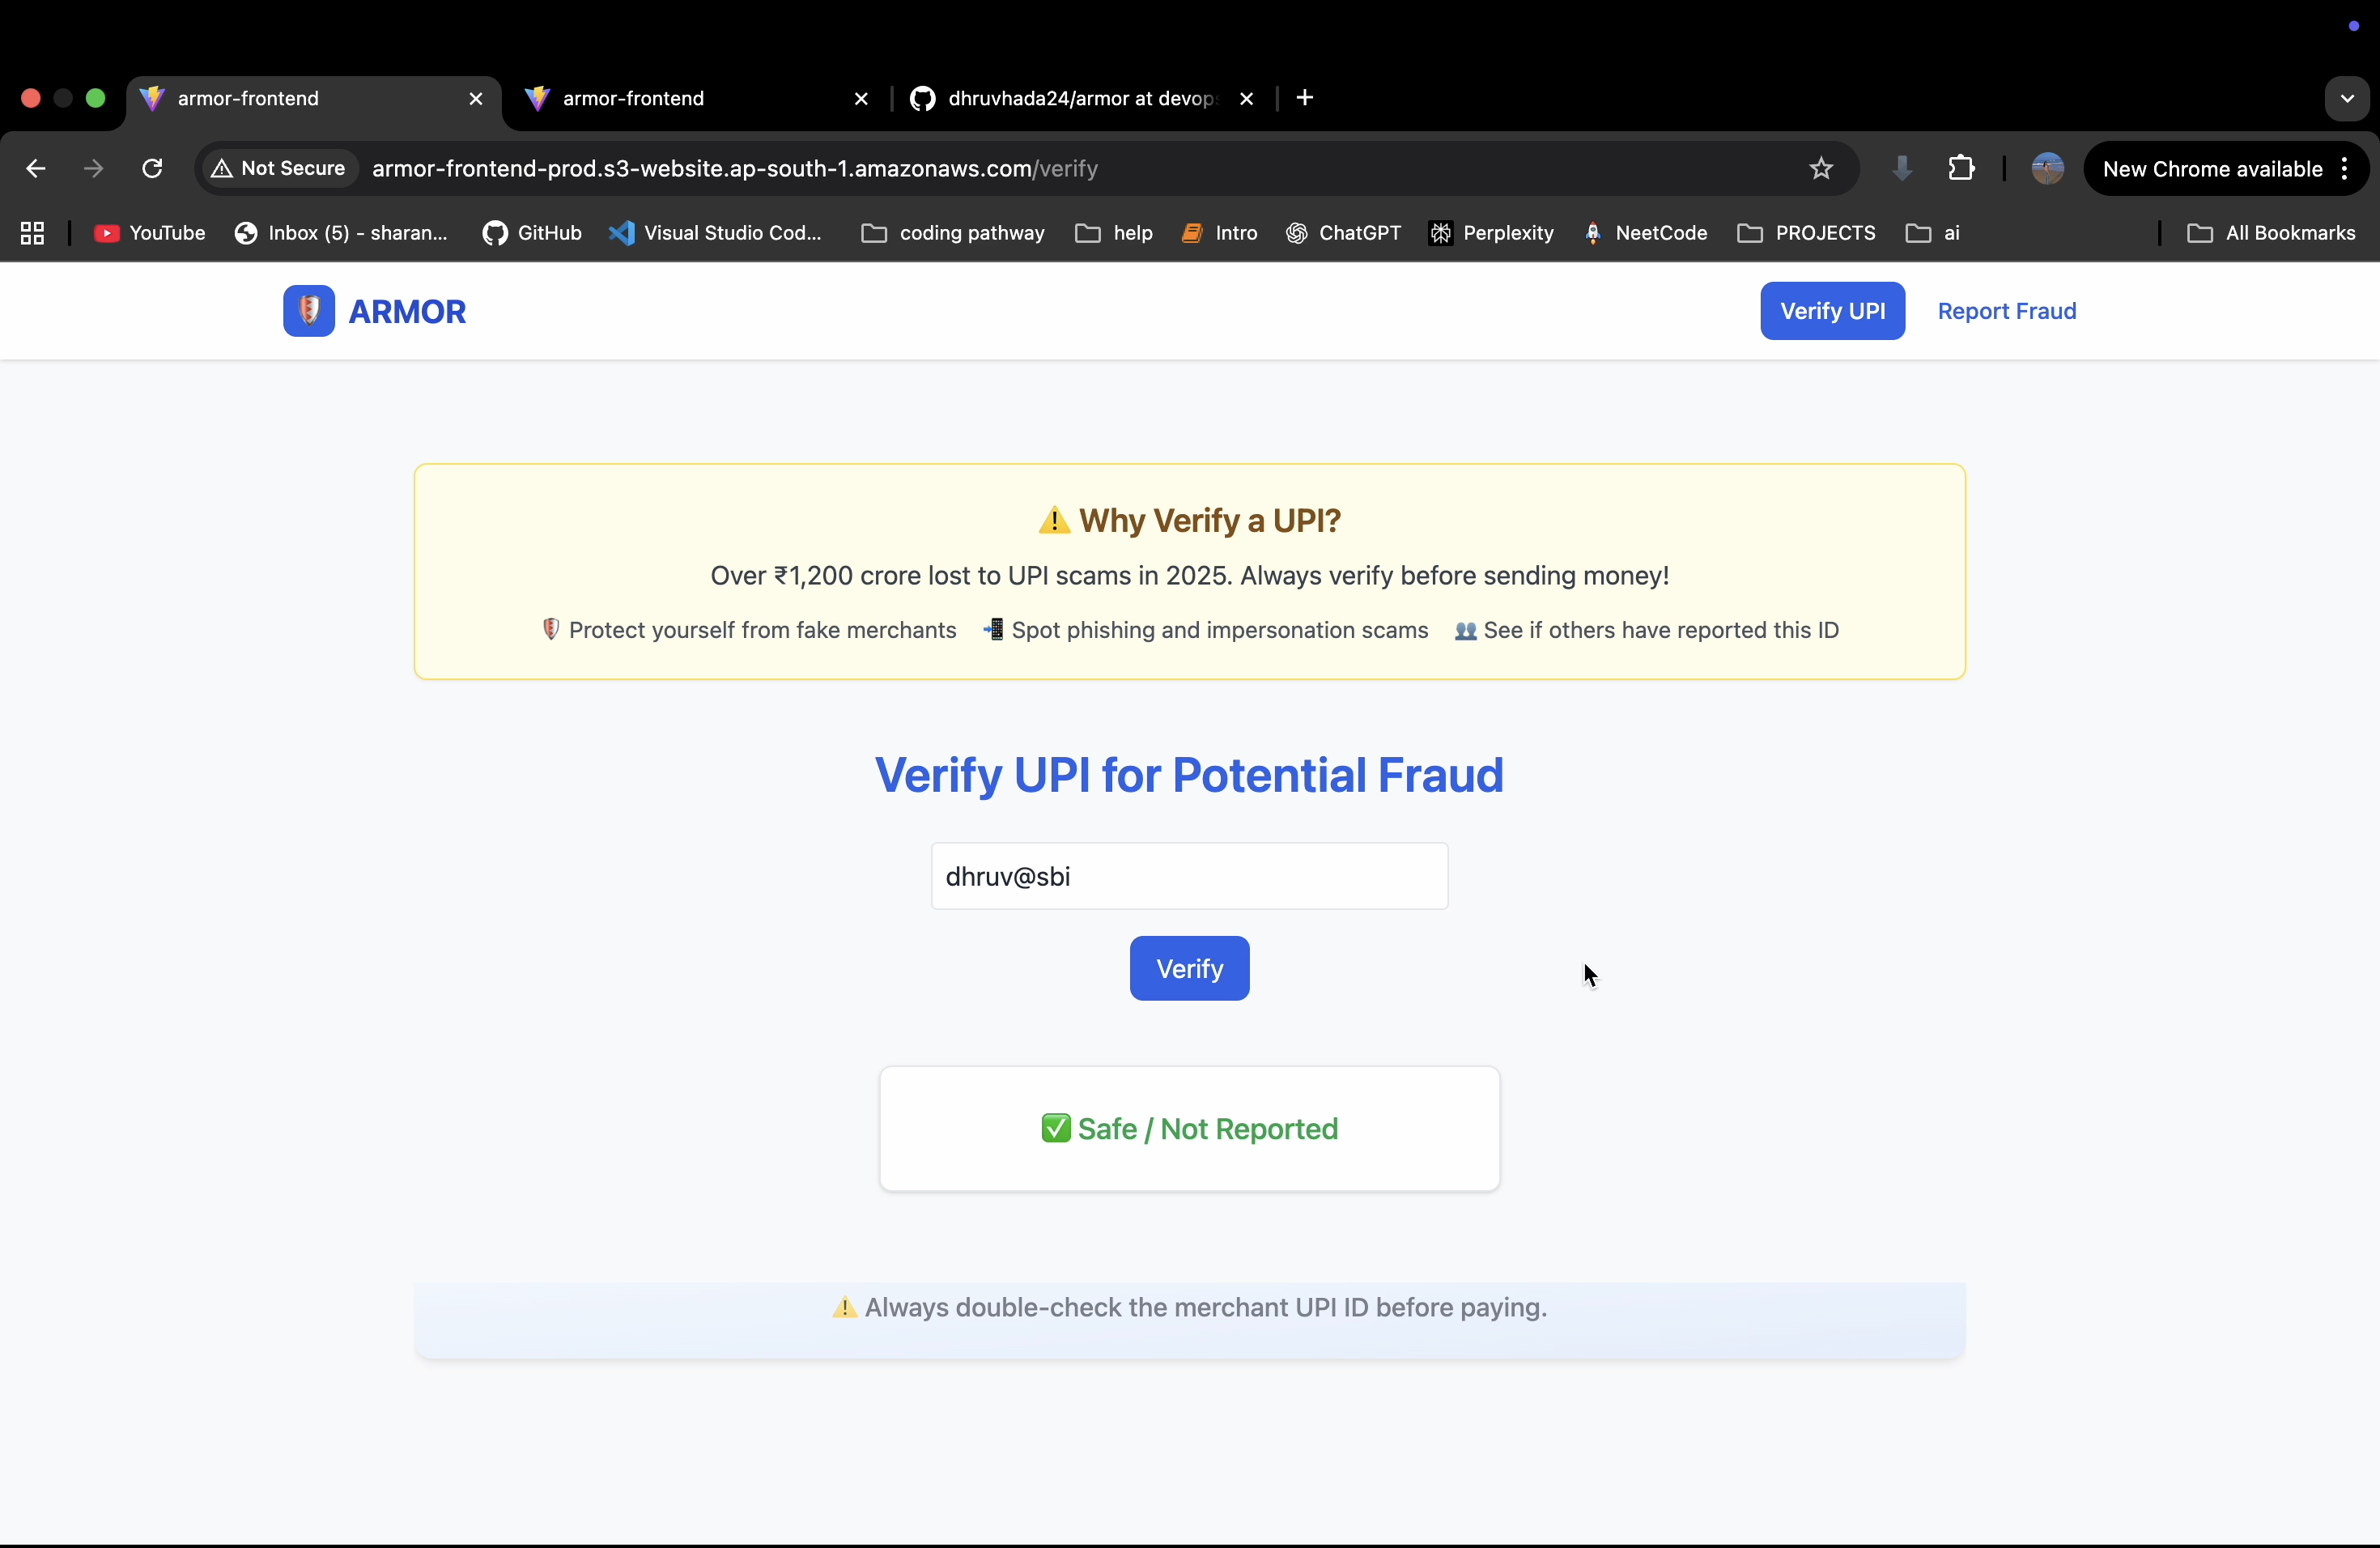 armor-frontend
armor-frontend
dhruvhada24/armor at devops
Not Secure armor-frontend-prod.s3-website.ap-south-1.amazonaws.com/verify
New Chrome available
YouTube Inbox (5) - sharan... GitHub Visual Studio Cod... coding pathway help Intro ChatGPT Perplexity NeetCode PROJECTS ai All Bookmarks
ARMOR Verify UPI Report Fraud
⚠️ Why Verify a UPI?
Over ₹1,200 crore lost to UPI scams in 2025. Always verify before sending money!
Protect yourself from fake merchants Spot phishing and impersonation scams See if others have reported this ID
Verify UPI for Potential Fraud
dhruv@sbi
Verify
✅ Safe / Not Reported
⚠️ Always double-check the merchant UPI ID before paying.